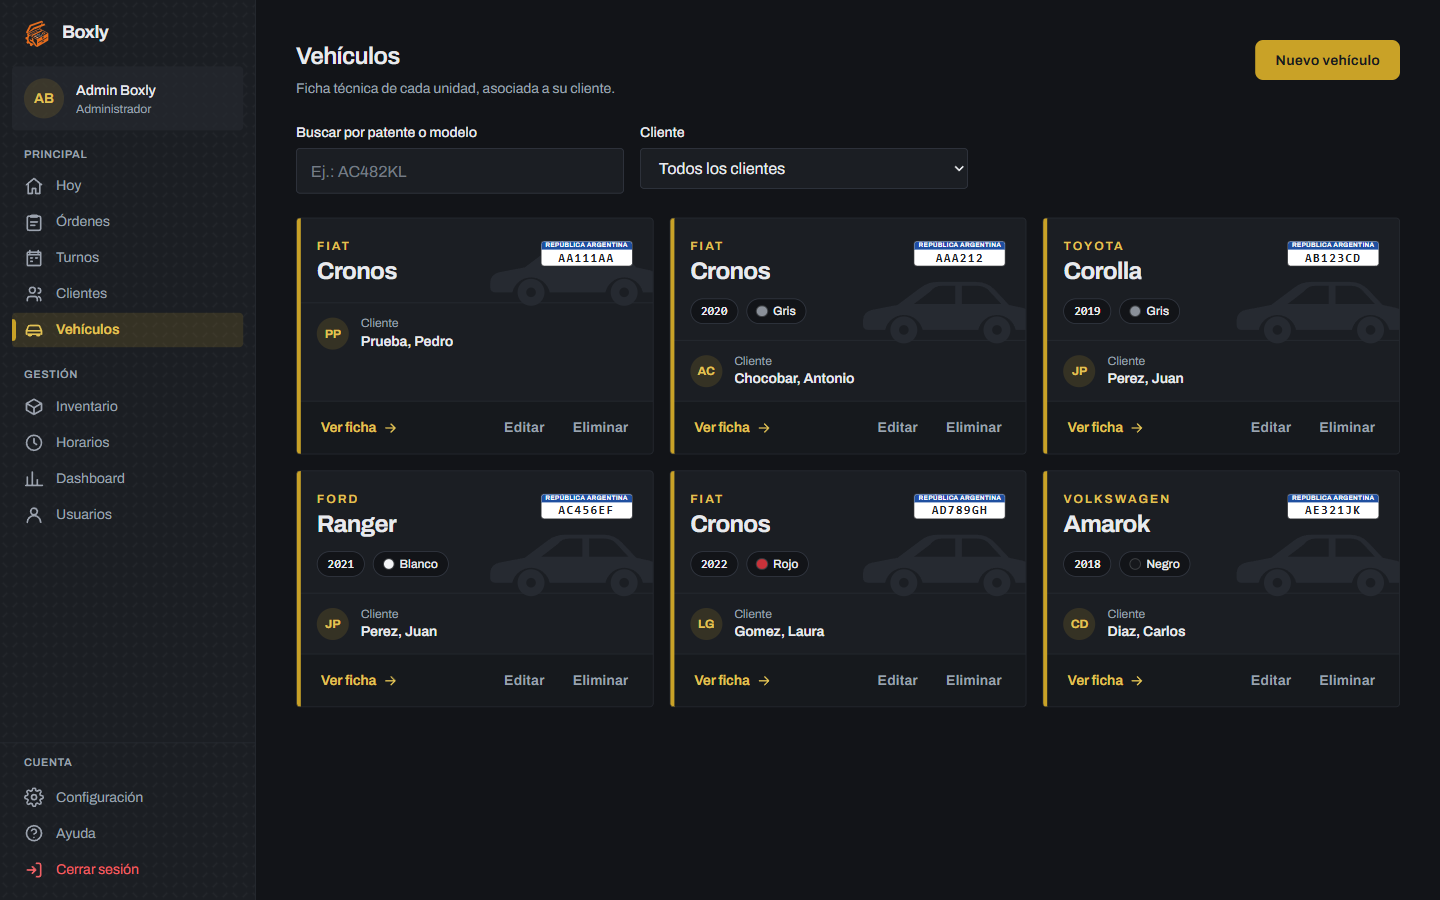 Boxly
AB
Admin Boxly
Administrador
PRINCIPAL
Hoy
Órdenes
Turnos
Clientes
Vehículos
GESTIÓN
Inventario
Horarios
Dashboard
Usuarios
CUENTA
Configuración
Ayuda
Cerrar sesión
Vehículos
Ficha técnica de cada unidad, asociada a su cliente.
Nuevo vehículo
Buscar por patente o modelo
Ej.: AC482KL
Cliente
Todos los clientes
FIAT
Cronos
REPÚBLICA ARGENTINA
AA111AA
PP
Cliente
Prueba, Pedro
Ver ficha →
Editar
Eliminar
FIAT
Cronos
REPÚBLICA ARGENTINA
AAA212
2020
Gris
AC
Cliente
Chocobar, Antonio
Ver ficha →
Editar
Eliminar
TOYOTA
Corolla
REPÚBLICA ARGENTINA
AB123CD
2019
Gris
JP
Cliente
Perez, Juan
Ver ficha →
Editar
Eliminar
FORD
Ranger
REPÚBLICA ARGENTINA
AC456EF
2021
Blanco
JP
Cliente
Perez, Juan
Ver ficha →
Editar
Eliminar
FIAT
Cronos
REPÚBLICA ARGENTINA
AD789GH
2022
Rojo
LG
Cliente
Gomez, Laura
Ver ficha →
Editar
Eliminar
VOLKSWAGEN
Amarok
REPÚBLICA ARGENTINA
AE321JK
2018
Negro
CD
Cliente
Diaz, Carlos
Ver ficha →
Editar
Eliminar